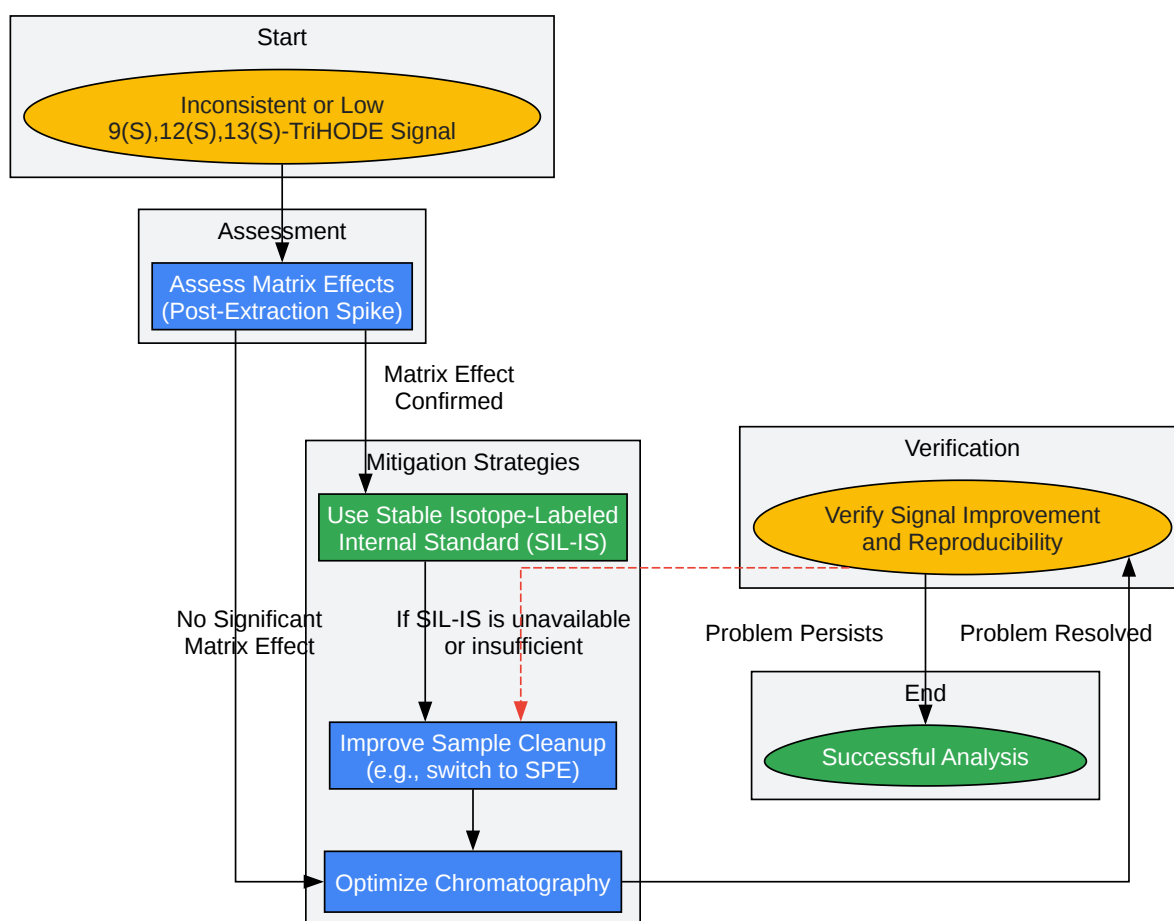 Start
Inconsistent or Low
9(S),12(S),13(S)-TriHODE Signal
Assessment
Assess Matrix Effects
(Post-Extraction Spike)
Matrix Effect
Confirmed
Mitigation Strategies
Use Stable Isotope-Labeled
Internal Standard (SIL-IS)
No Significant
Matrix Effect
If SIL-IS is unavailable
or insufficient
Improve Sample Cleanup
(e.g., switch to SPE)
Optimize Chromatography
Verification
Verify Signal Improvement
and Reproducibility
Problem Persists
Problem Resolved
End
Successful Analysis